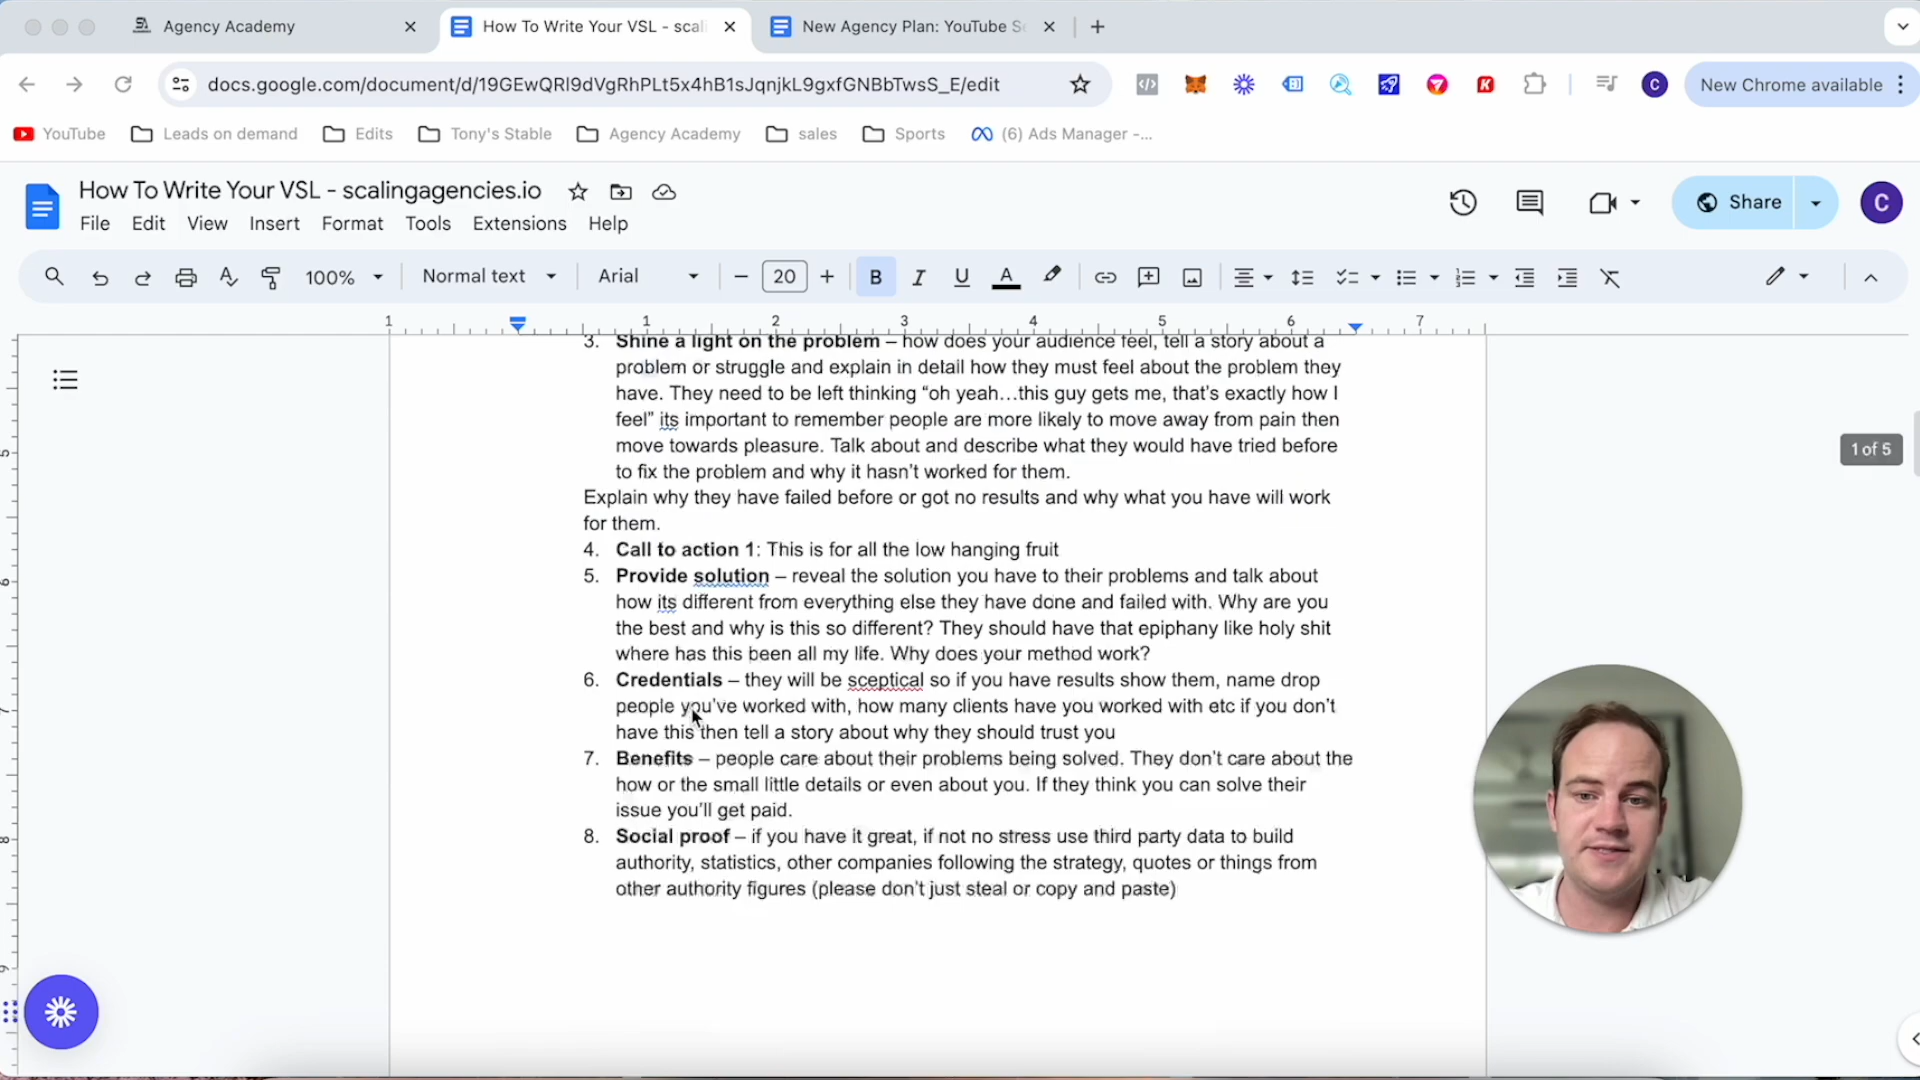 Agency Academy
How To Write Your VSL - scal
New Agency Plan: YouTube S
docs.google.com/document/d/19GEwQRl9dVgRhPLt5x4hB1sJqnjkL9gxfGNBbTwsS_E/edit
C
New Chrome available
YouTube
Leads on demand
Edits
Tony's Stable
Agency Academy
sales
Sports
(6) Ads Manager -...
How To Write Your VSL - scalingagencies.io
Share
C
File Edit View Insert Format Tools Extensions Help
100%
Normal text
Arial
20
B I U A
1 1 2 3 4 5 6 7
3. Shine a light on the problem – how does your audience feel, tell a story about a
problem or struggle and explain in detail how they must feel about the problem they
have. They need to be left thinking “oh yeah…this guy gets me, that’s exactly how I
feel” its important to remember people are more likely to move away from pain then
move towards pleasure. Talk about and describe what they would have tried before
to fix the problem and why it hasn’t worked for them.
Explain why they have failed before or got no results and why what you have will work
for them.
4. Call to action 1: This is for all the low hanging fruit
5. Provide solution – reveal the solution you have to their problems and talk about
how its different from everything else they have done and failed with. Why are you
the best and why is this so different? They should have that epiphany like holy shit
where has this been all my life. Why does your method work?
6. Credentials – they will be sceptical so if you have results show them, name drop
people you’ve worked with, how many clients have you worked with etc if you don’t
have this then tell a story about why they should trust you
7. Benefits – people care about their problems being solved. They don’t care about the
how or the small little details or even about you. If they think you can solve their
issue you’ll get paid.
8. Social proof – if you have it great, if not no stress use third party data to build
authority, statistics, other companies following the strategy, quotes or things from
other authority figures (please don’t just steal or copy and paste)
1 of 5
5
6
7
8
9